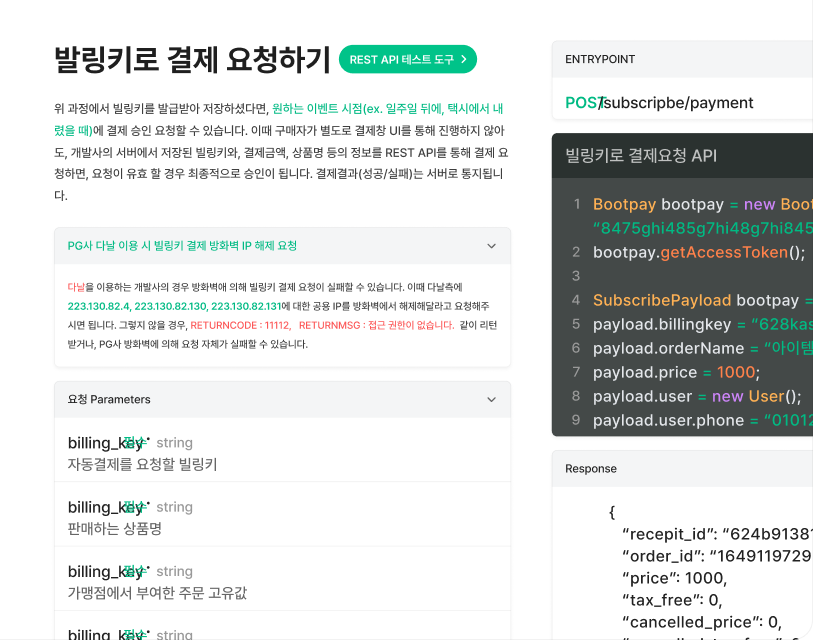 발링키로 결제 요청하기
REST API 테스트 도구
위 과정에서 빌링키를 발급받아 저장하셨다면, 원하는 이벤트 시점(ex. 일주일 뒤에, 택시에서 내
렸을 때)에 결제 승인 요청할 수 있습니다. 이때 구매자가 별도로 결제창 UI를 통해 진행하지 않아
도, 개발사의 서버에서 저장된 빌링키와, 결제금액, 상품명 등의 정보를 REST API를 통해 결제 요
청하면, 요청이 유효 할 경우 최종적으로 승인이 됩니다. 결제결과(성공/실패)는 서버로 통지됩니
다.
PG사 다날 이용 시 빌링키 결제 방화벽 IP 해제 요청
다날을 이용하는 개발사의 경우 방화벽에 의해 빌링키 결제 요청이 실패할 수 있습니다. 이때 다날측에
223.130.82.4, 223.130.82.130, 223.130.82.131에 대한 공용 IP를 방화벽에서 해제해달라고 요청해주
시면 됩니다. 그렇지 않을 경우, RETURNCODE : 11112, RETURNMSG : 접근 권한이 없습니다. 같이 리턴
받거나, PG사 방화벽에 의해 요청 자체가 실패할 수 있습니다.
요청 Parameters
billing_key 필수 string
자동결제를 요청할 빌링키
billing_key 필수 string
판매하는 상품명
billing_key 필수 string
가맹점에서 부여한 주문 고유값
billing_key 필수 string
ENTRYPOINT
POST /subscripbe/payment
빌링키로 결제요청 API
1 Bootpay bootpay = new Boot
“8475ghi485g7hi48g7hi845
2 bootpay.getAccessToken();
3
4 SubscribePayload bootpay =
5 payload.billingkey = “628kas
6 payload.orderName = “아이템
7 payload.price = 1000;
8 payload.user = new User();
9 payload.user.phone = “01012
Response
{
“recepit_id”: “624b91381
“order_id”: “1649119729
“price”: 1000,
“tax_free”: 0,
“cancelled_price”: 0,